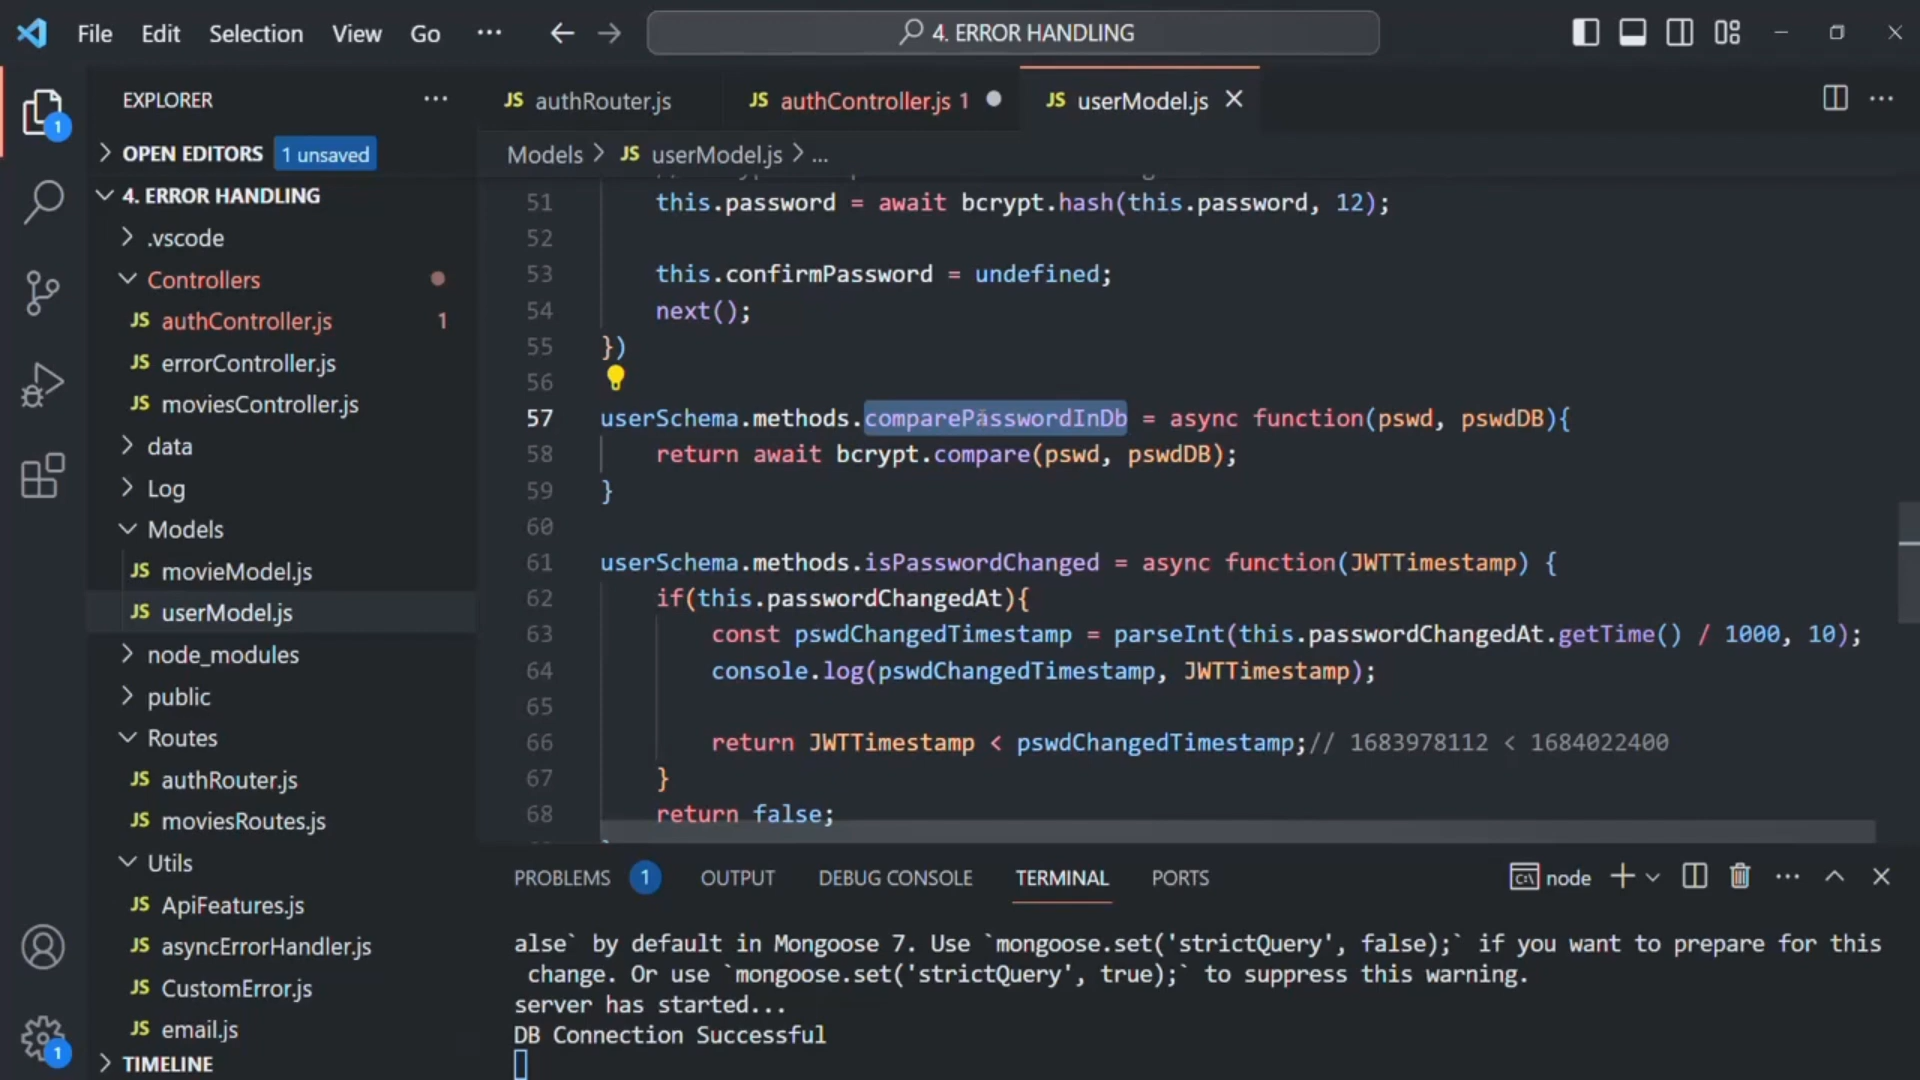 File Edit Selection View Go ··· 4. ERROR HANDLING
EXPLORER ···
OPEN EDITORS 1 unsaved
4. ERROR HANDLING
.vscode
Controllers
JS authController.js 1
JS errorController.js
JS moviesController.js
data
Log
Models
JS movieModel.js
JS userModel.js
node_modules
public
Routes
JS authRouter.js
JS moviesRoutes.js
Utils
JS ApiFeatures.js
JS asyncErrorHandler.js
JS CustomError.js
JS email.js
TIMELINE
1
1
JS authRouter.js JS authController.js 1 JS userModel.js
Models > JS userModel.js > ...
51 this.password = await bcrypt.hash(this.password, 12);
52
53 this.confirmPassword = undefined;
54 next();
55 })
56
57 userSchema.methods.comparePasswordInDb = async function(pswd, pswdDB){
58 return await bcrypt.compare(pswd, pswdDB);
59 }
60
61 userSchema.methods.isPasswordChanged = async function(JWTTimestamp) {
62 if(this.passwordChangedAt){
63 const pswdChangedTimestamp = parseInt(this.passwordChangedAt.getTime() / 1000, 10);
64 console.log(pswdChangedTimestamp, JWTTimestamp);
65
66 return JWTTimestamp < pswdChangedTimestamp;// 1683978112 < 1684022400
67 }
68 return false;
PROBLEMS 1 OUTPUT DEBUG CONSOLE TERMINAL PORTS node
alse` by default in Mongoose 7. Use `mongoose.set('strictQuery', false);` if you want to prepare for this
change. Or use `mongoose.set('strictQuery', true);` to suppress this warning.
server has started...
DB Connection Successful